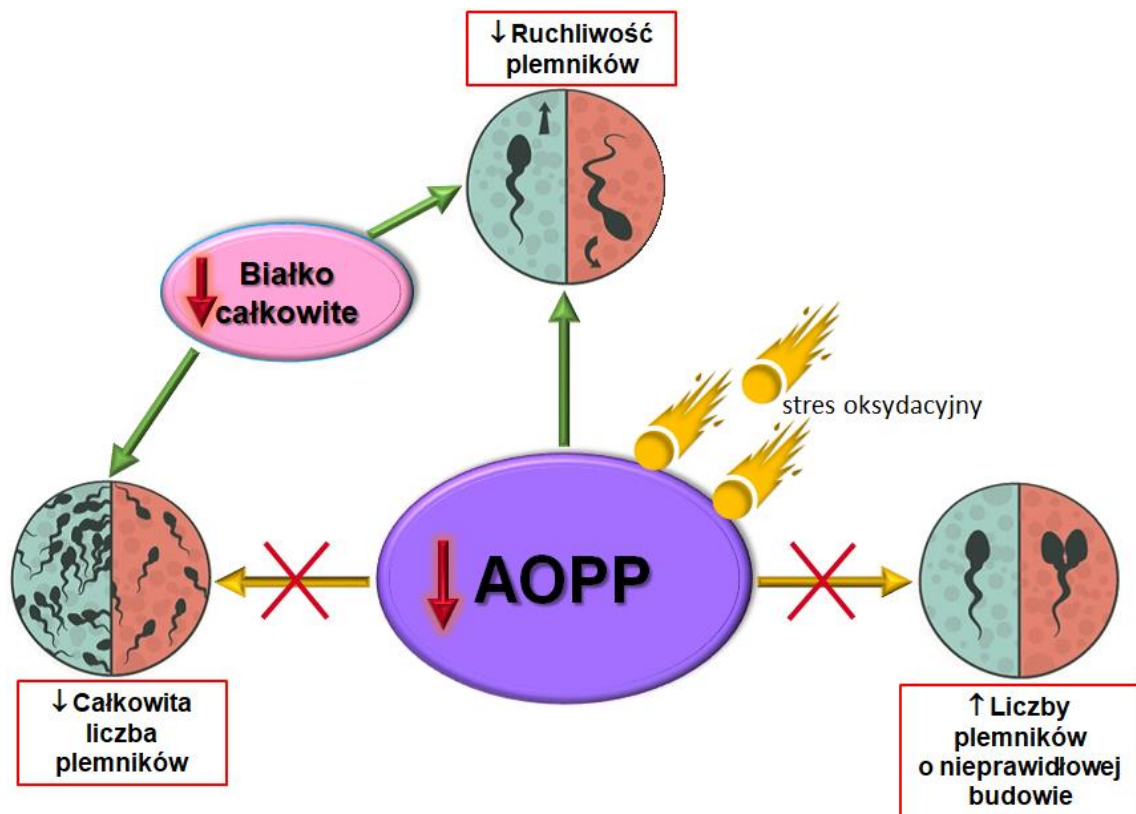 ↓ Ruchliwość
plemników
Białko
całkowite
stres oksydacyjny
AOPP
↓ Całkowita
liczba
plemników
↑ Liczby
plemników
o nieprawidłowej
budowie